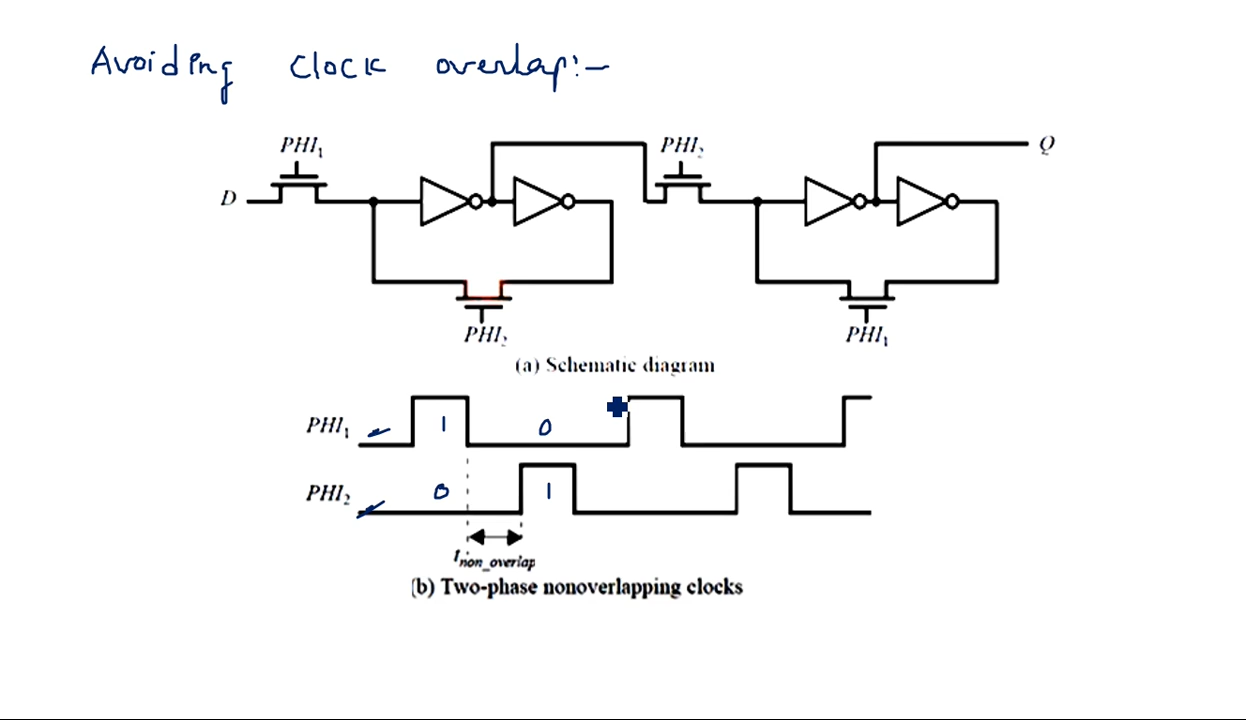 Avoiding clock overlap:-
PHI₁ PHI₂
D Q
PHI₂ PHI₁
(a) Schematic diagram
PHI₁ 1 0
PHI₂ 0 1
tnon_overlap
(b) Two-phase nonoverlapping clocks